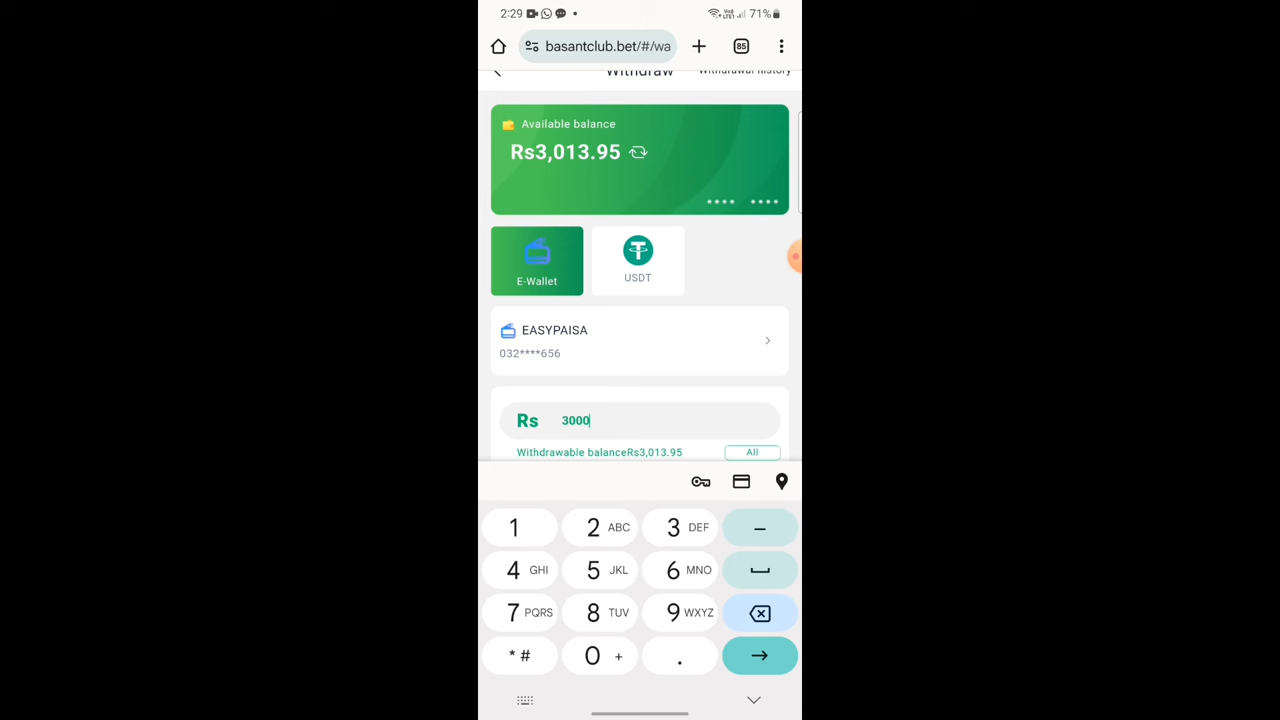 2:29 71%
basantclub.bet/#/wa 85
Withdraw Withdrawal history
Available balance
Rs3,013.95
**** ****
E-Wallet USDT
EASYPAISA
032****656
Rs 3000
Withdrawable balanceRs3,013.95 All
1 2 ABC 3 DEF –
4 GHI 5 JKL 6 MNO
7 PQRS 8 TUV 9 WXYZ
* # 0 + .